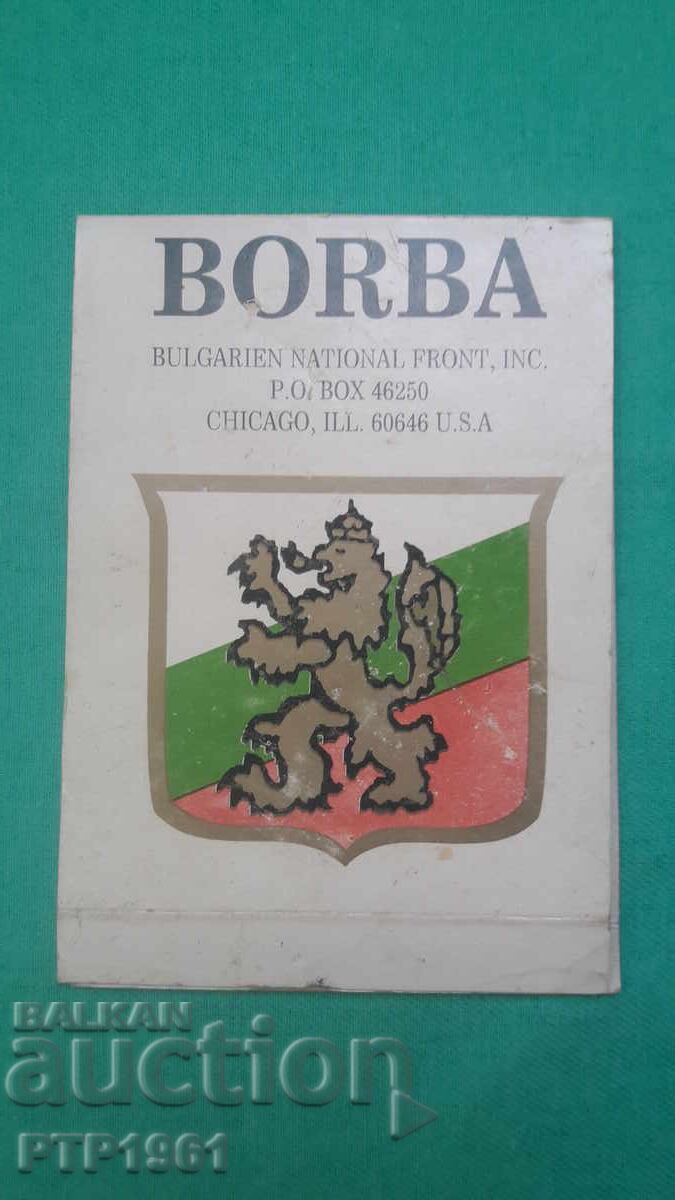 BORBA
BULGARIEN NATIONAL FRONT, INC.
P.O. BOX 46250
CHICAGO, ILL. 60646 U.S.A
BALKAN
auction
PTP1961